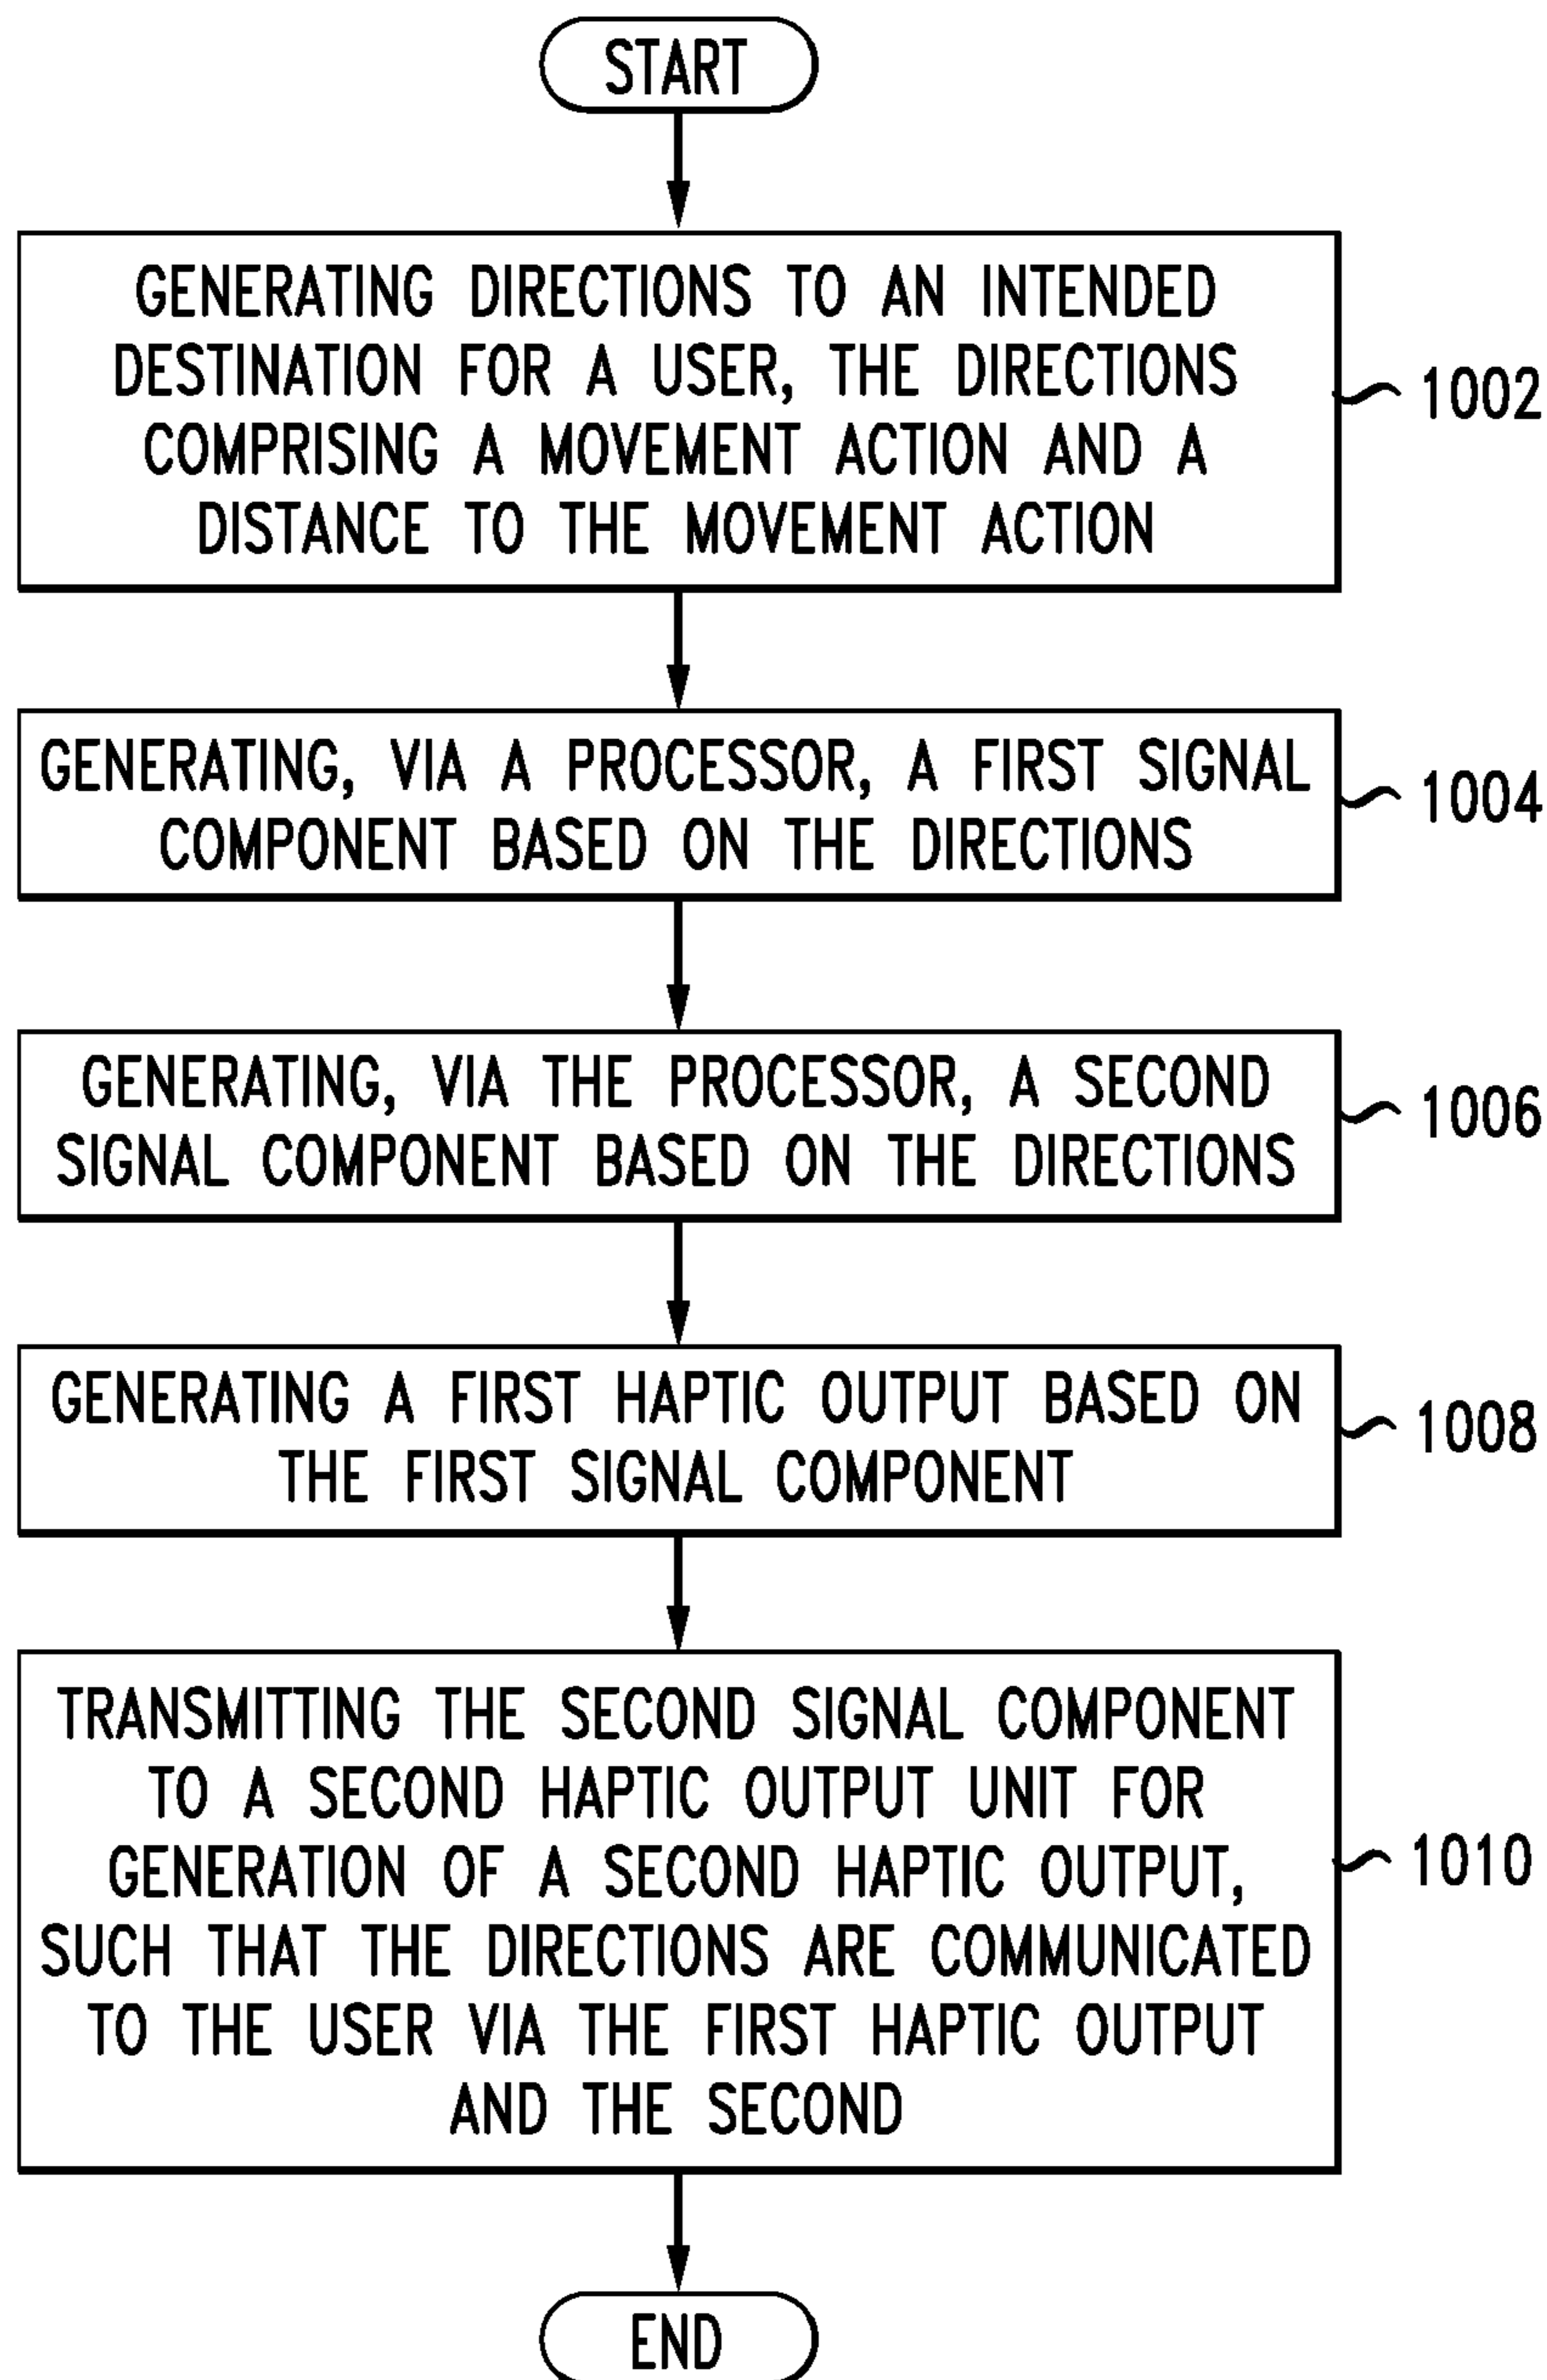 START
GENERATING DIRECTIONS TO AN INTENDED
DESTINATION FOR A USER, THE DIRECTIONS
COMPRISING A MOVEMENT ACTION AND A
DISTANCE TO THE MOVEMENT ACTION
1002
GENERATING, VIA A PROCESSOR, A FIRST SIGNAL
COMPONENT BASED ON THE DIRECTIONS
1004
GENERATING, VIA THE PROCESSOR, A SECOND
SIGNAL COMPONENT BASED ON THE DIRECTIONS
1006
GENERATING A FIRST HAPTIC OUTPUT BASED ON
THE FIRST SIGNAL COMPONENT
1008
TRANSMITTING THE SECOND SIGNAL COMPONENT
TO A SECOND HAPTIC OUTPUT UNIT FOR
GENERATION OF A SECOND HAPTIC OUTPUT,
SUCH THAT THE DIRECTIONS ARE COMMUNICATED
TO THE USER VIA THE FIRST HAPTIC OUTPUT
AND THE SECOND
1010
END